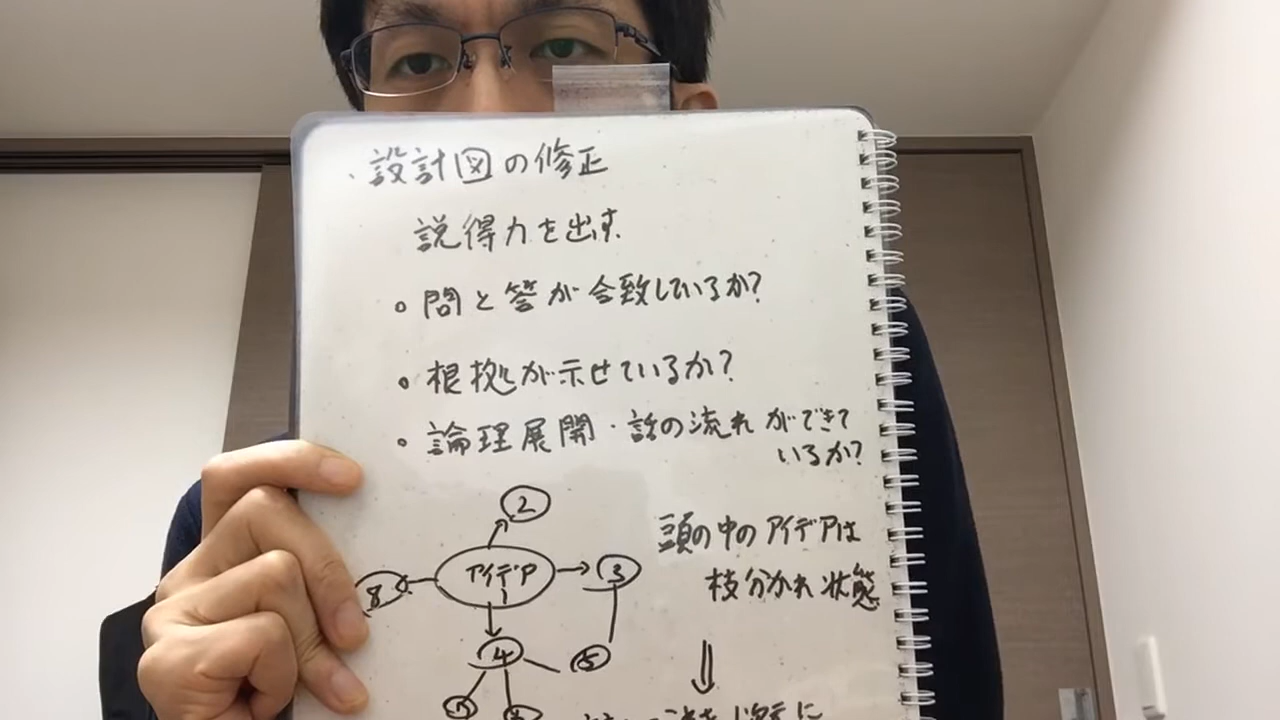 ・設計図の修正
説得力を出す.
○ 問と答が合致しているか?
○ 根拠が示せているか?
○ 論理展開・話の流れができて
いるか?
2
頭の中のアイデアは
アイデア
1
3
8
枝分かれ状態
4
5